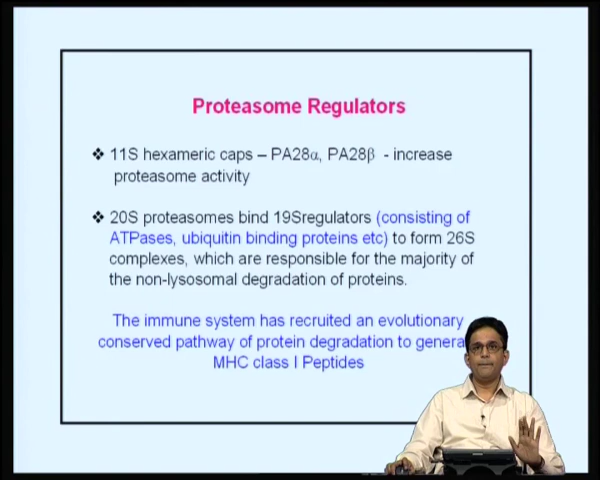 Proteasome Regulators
❖ 11S hexameric caps – PA28α, PA28β - increase
proteasome activity
❖ 20S proteasomes bind 19Sregulators (consisting of
ATPases, ubiquitin binding proteins etc) to form 26S
complexes, which are responsible for the majority of
the non-lysosomal degradation of proteins.
The immune system has recruited an evolutionary
conserved pathway of protein degradation to
MHC class I Peptides